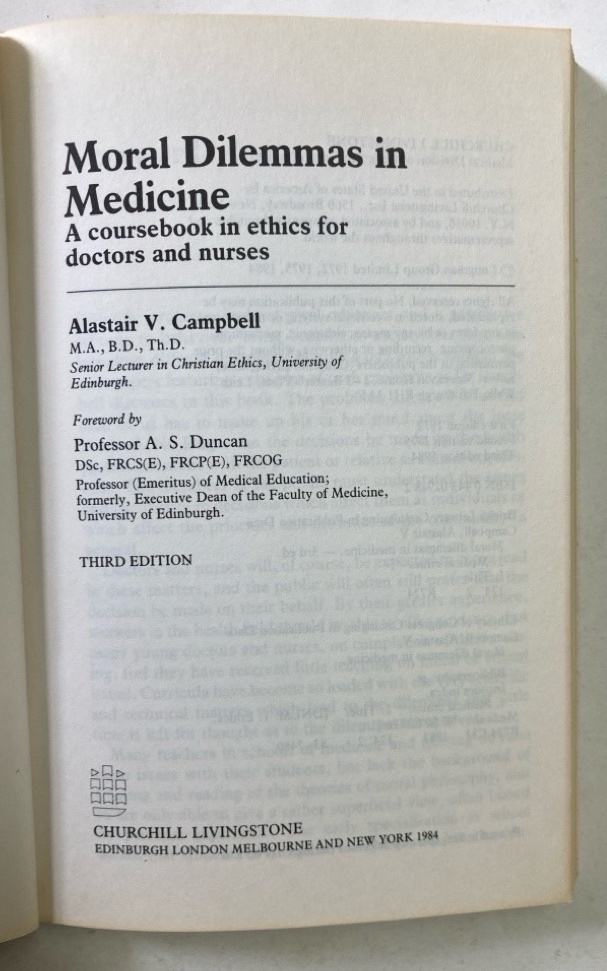 Moral Dilemmas in
Medicine
A coursebook in ethics for
doctors and nurses
Alastair V. Campbell
M.A., B.D., Th.D.
Senior Lecturer in Christian Ethics, University of
Edinburgh.
Foreword by
Professor A. S. Duncan
DSc, FRCS(E), FRCP(E), FRCOG
Professor (Emeritus) of Medical Education;
formerly, Executive Dean of the Faculty of Medicine,
University of Edinburgh.
THIRD EDITION
CHURCHILL LIVINGSTONE
EDINBURGH LONDON MELBOURNE AND NEW YORK 1984